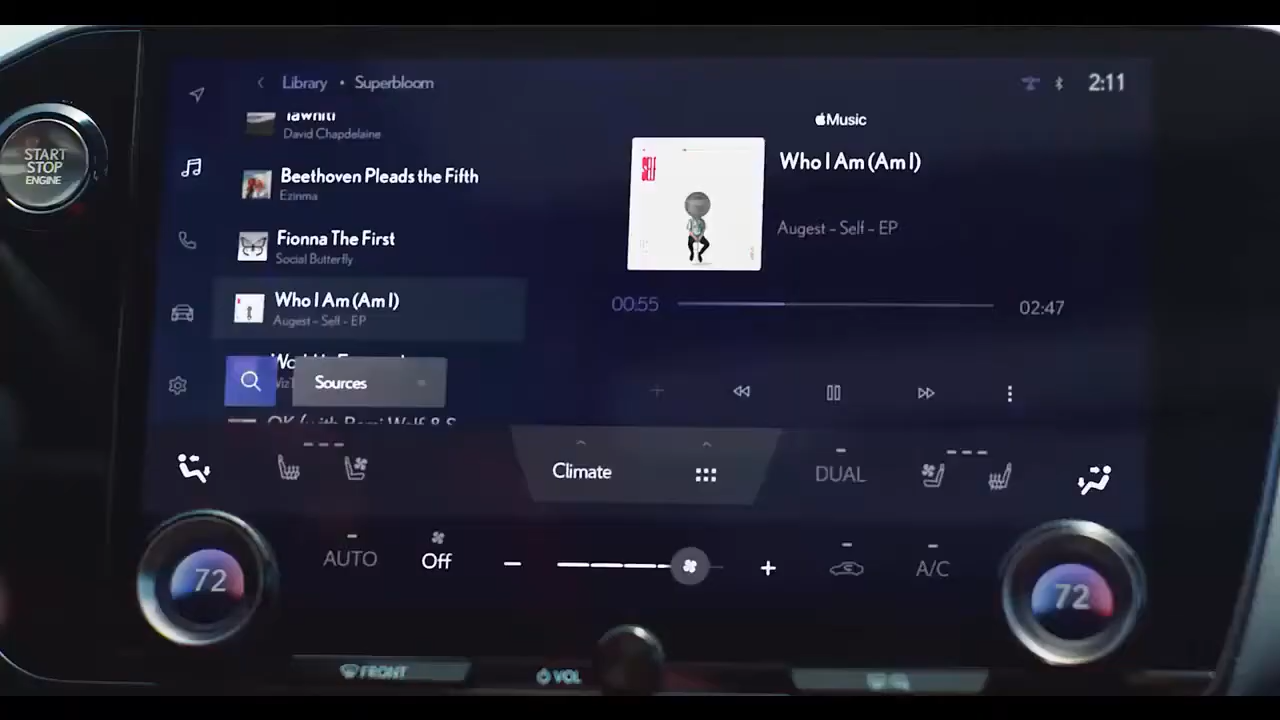 START
STOP
ENGINE
Library • Superbloom
2:11
David Chapdelaine
Beethoven Pleads the Fifth
Ezinma
Fionna The First
Social Butterfly
Who I Am (Am I)
Augest - Self - EP
Sources
Music
SELF
Who I Am (Am I)
Augest - Self - EP
00:55
02:47
Climate
DUAL
72
AUTO
Off
A/C
72
FRONT
VOL